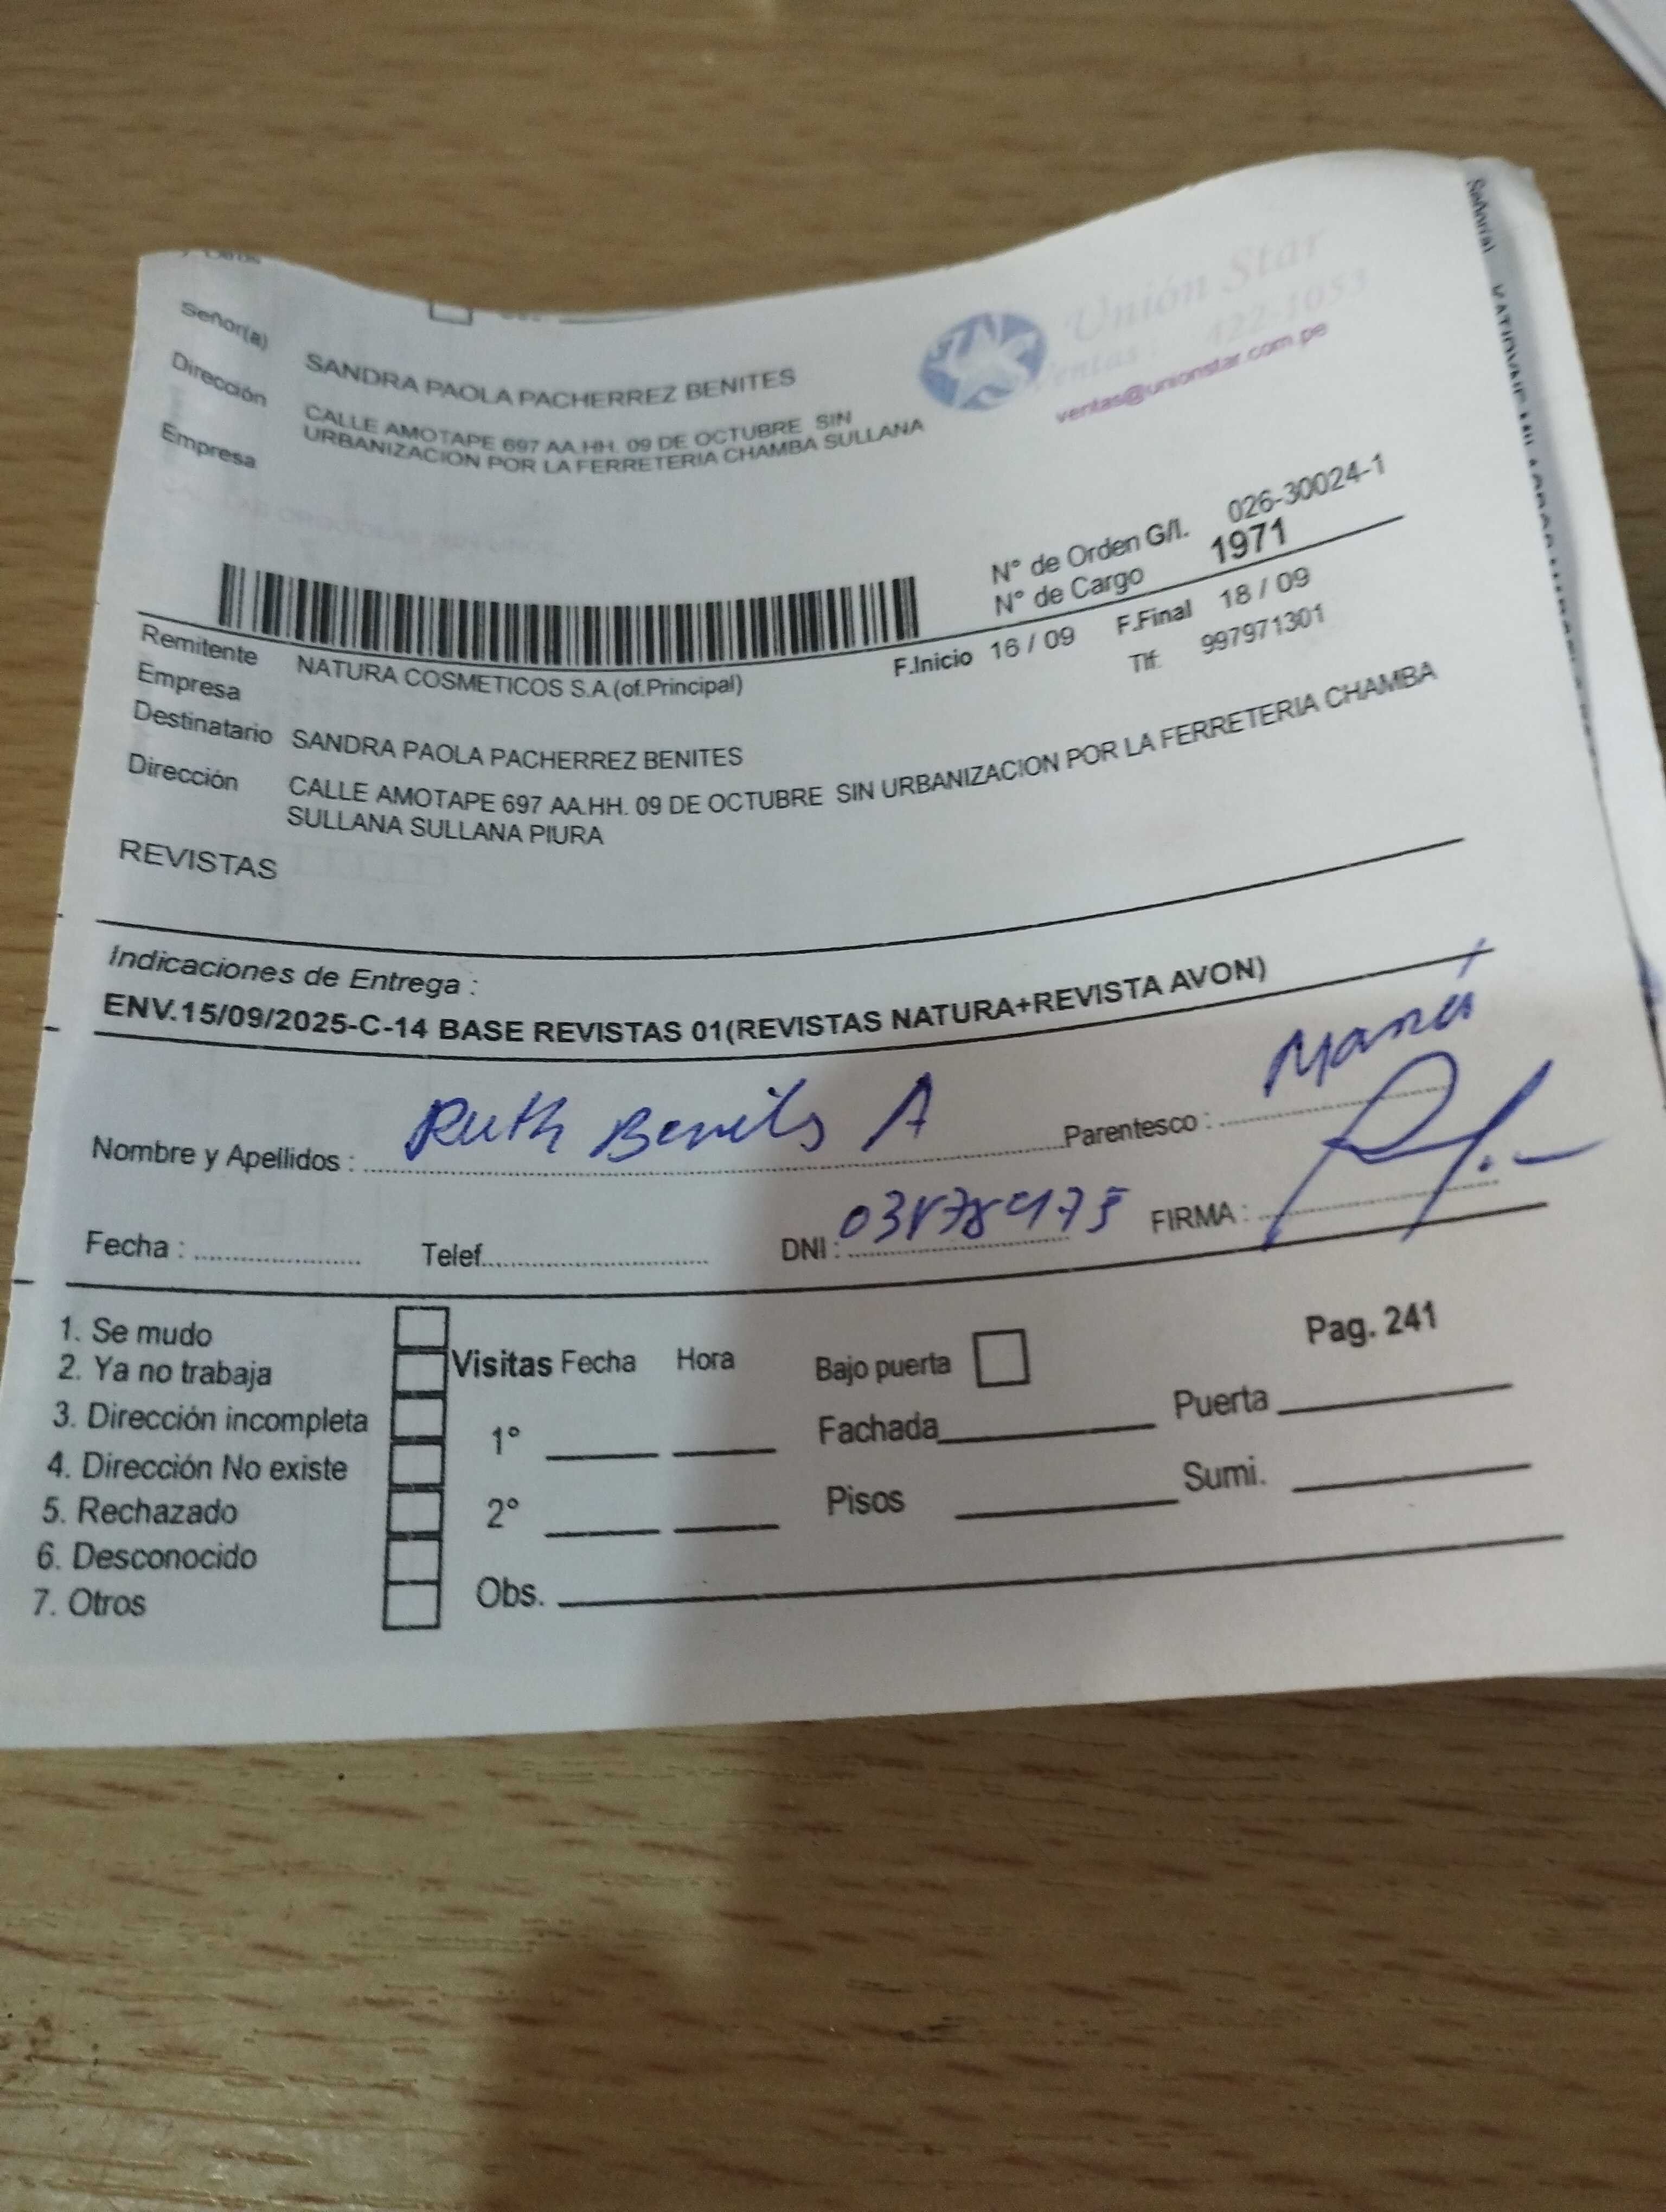 Señor(a) SANDRA PAOLA PACHERREZ BENITES
Dirección CALLE AMOTAPE 697 AA.HH. 09 DE OCTUBRE SIN
URBANIZACION POR LA FERRETERIA CHAMBA SULLANA
Empresa
Unión Star
Ventas: 422-1053
ventas@unionstar.com.pe
N° de Orden G/I. 026-30024-1
N° de Cargo 1971
F.Inicio 16 / 09 F.Final 18 / 09
Tlf. 997971301
Remitente NATURA COSMETICOS S.A.(of.Principal)
Empresa
Destinatario SANDRA PAOLA PACHERREZ BENITES
Dirección CALLE AMOTAPE 697 AA.HH. 09 DE OCTUBRE SIN URBANIZACION POR LA FERRETERIA CHAMBA
SULLANA SULLANA PIURA
REVISTAS
Indicaciones de Entrega :
ENV.15/09/2025-C-14 BASE REVISTAS 01(REVISTAS NATURA+REVISTA AVON)
Nombre y Apellidos : Ruth Benits A Parentesco : Mamá
Fecha : Telef. DNI : FIRMA :
1. Se mudo
2. Ya no trabaja
3. Dirección incompleta
4. Dirección No existe
5. Rechazado
6. Desconocido
7. Otros
Visitas Fecha Hora
1°
2°
Obs.
Bajo puerta
Fachada
Pisos
Pag. 241
Puerta
Sumi.
Señor(a)